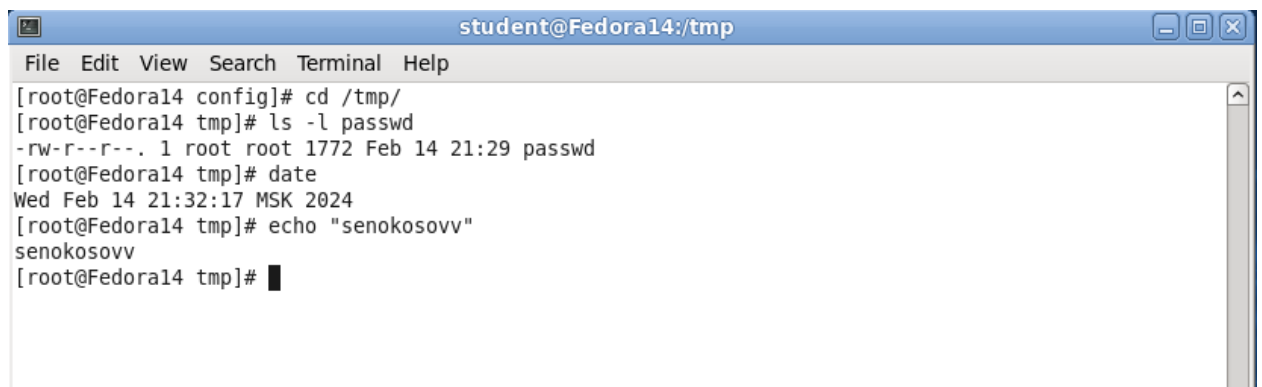 student@Fedora14:/tmp
File Edit View Search Terminal Help
[root@Fedora14 config]# cd /tmp/
[root@Fedora14 tmp]# ls -l passwd
-rw-r--r--. 1 root root 1772 Feb 14 21:29 passwd
[root@Fedora14 tmp]# date
Wed Feb 14 21:32:17 MSK 2024
[root@Fedora14 tmp]# echo "senokosovv"
senokosovv
[root@Fedora14 tmp]#